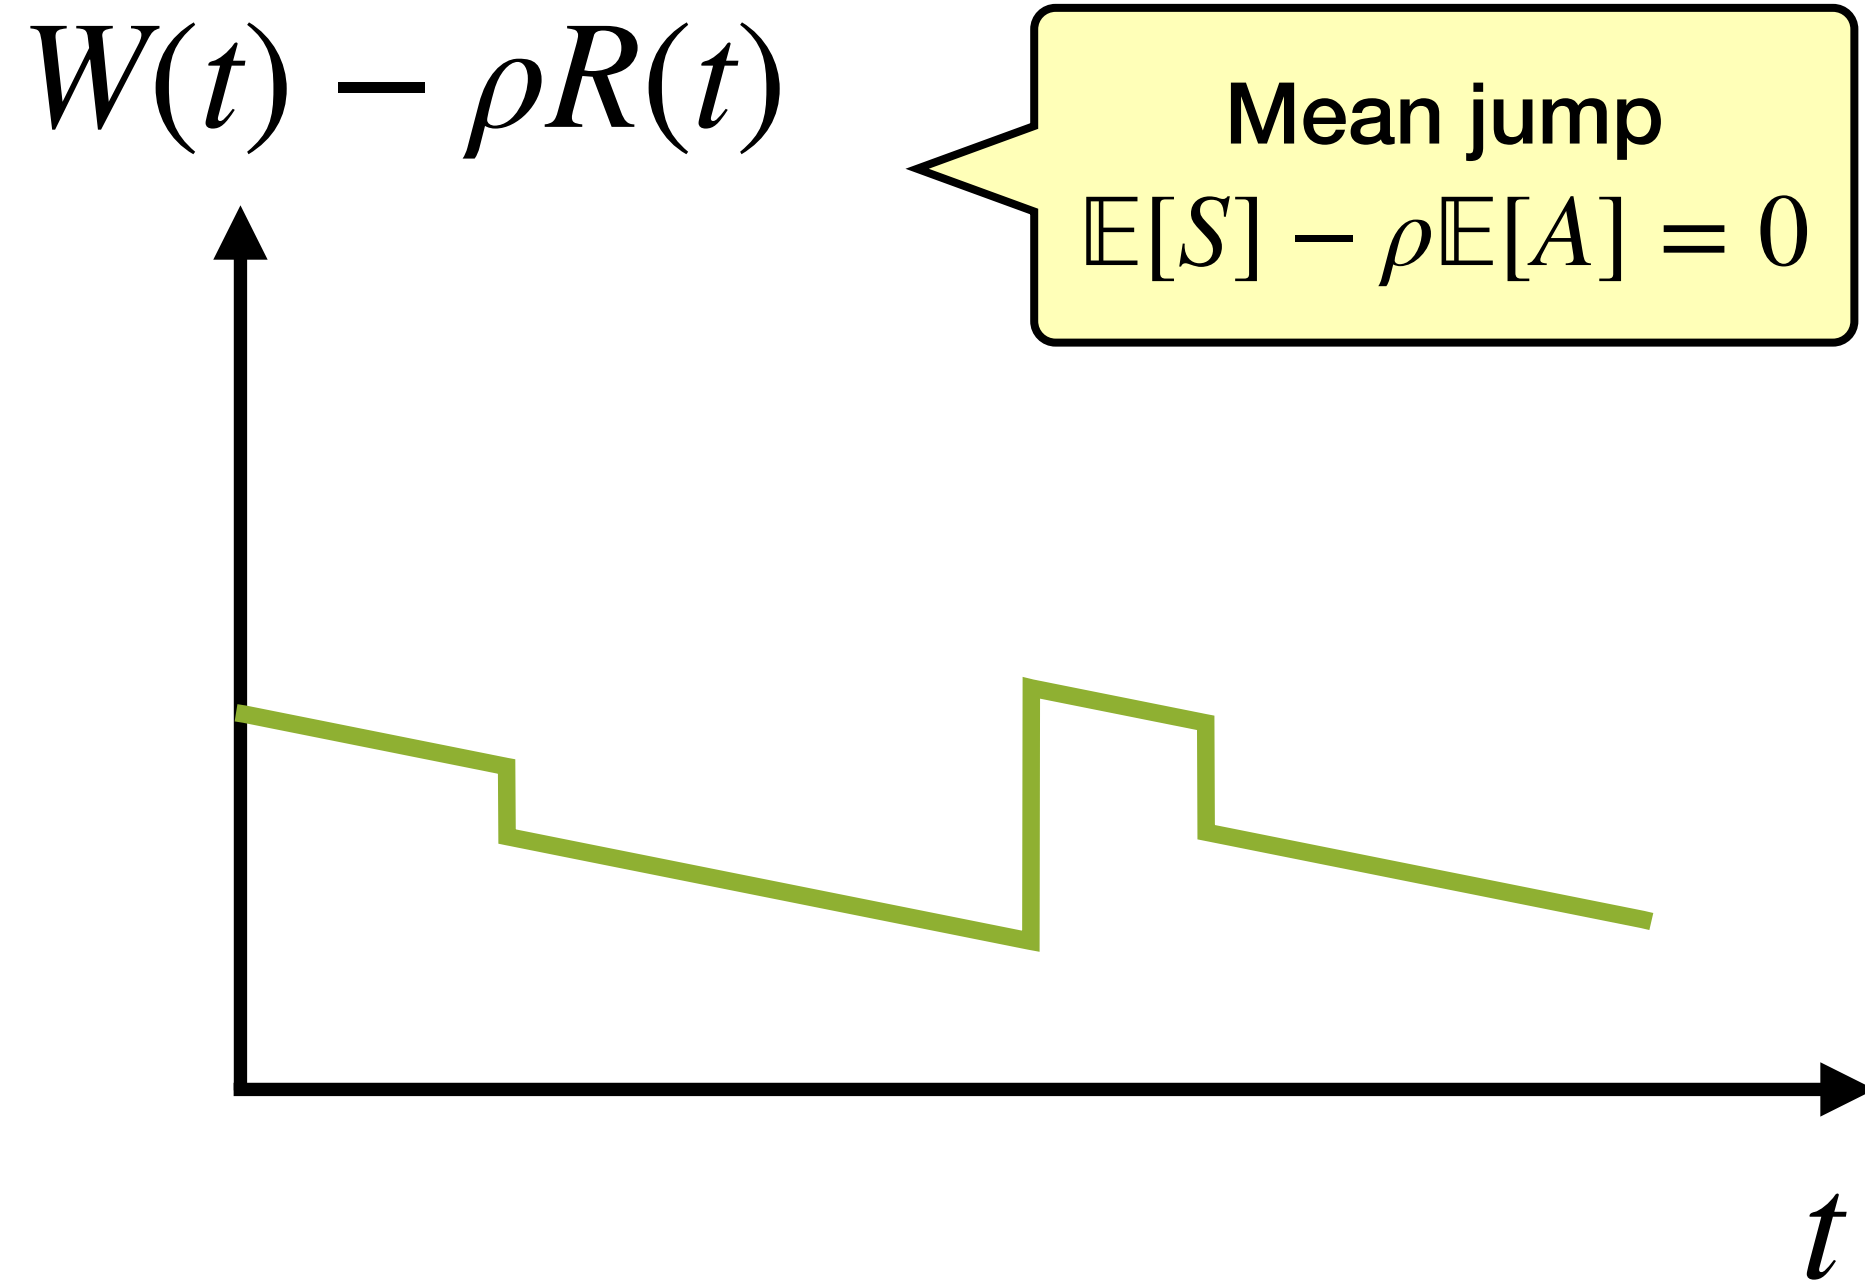 W(t) − ρR(t)
Mean jump
𝔼[S] − ρ𝔼[A] = 0
t